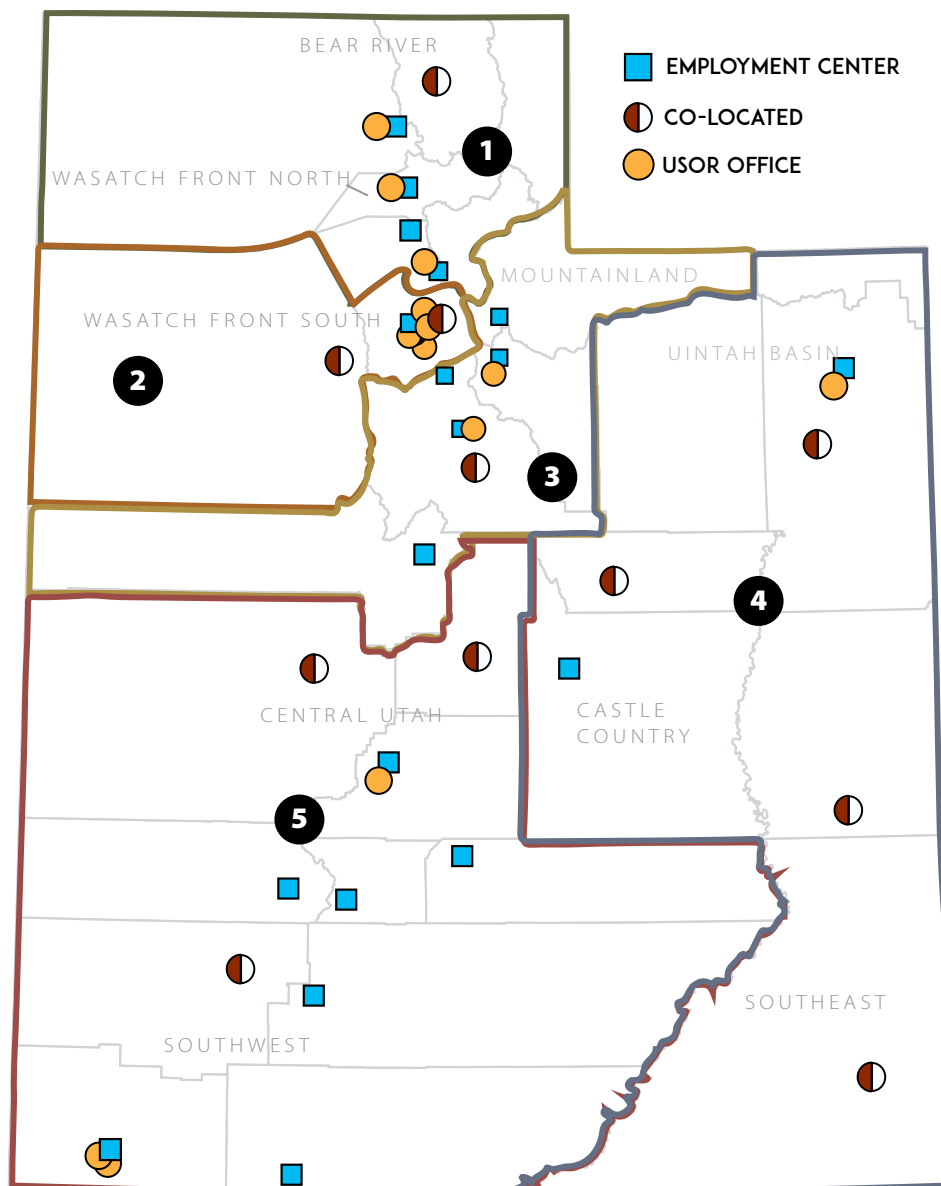 BEAR RIVER
EMPLOYMENT CENTER
CO-LOCATED
1
USOR OFFICE
WASATCH FRONT NORTH
MOUNTAINLAND
WASATCH FRONT SOUTH
UINTAH BASIN
2
3
4
CASTLE
COUNTRY
CENTRAL UTAH
5
SOUTHEAST
SOUTHWEST